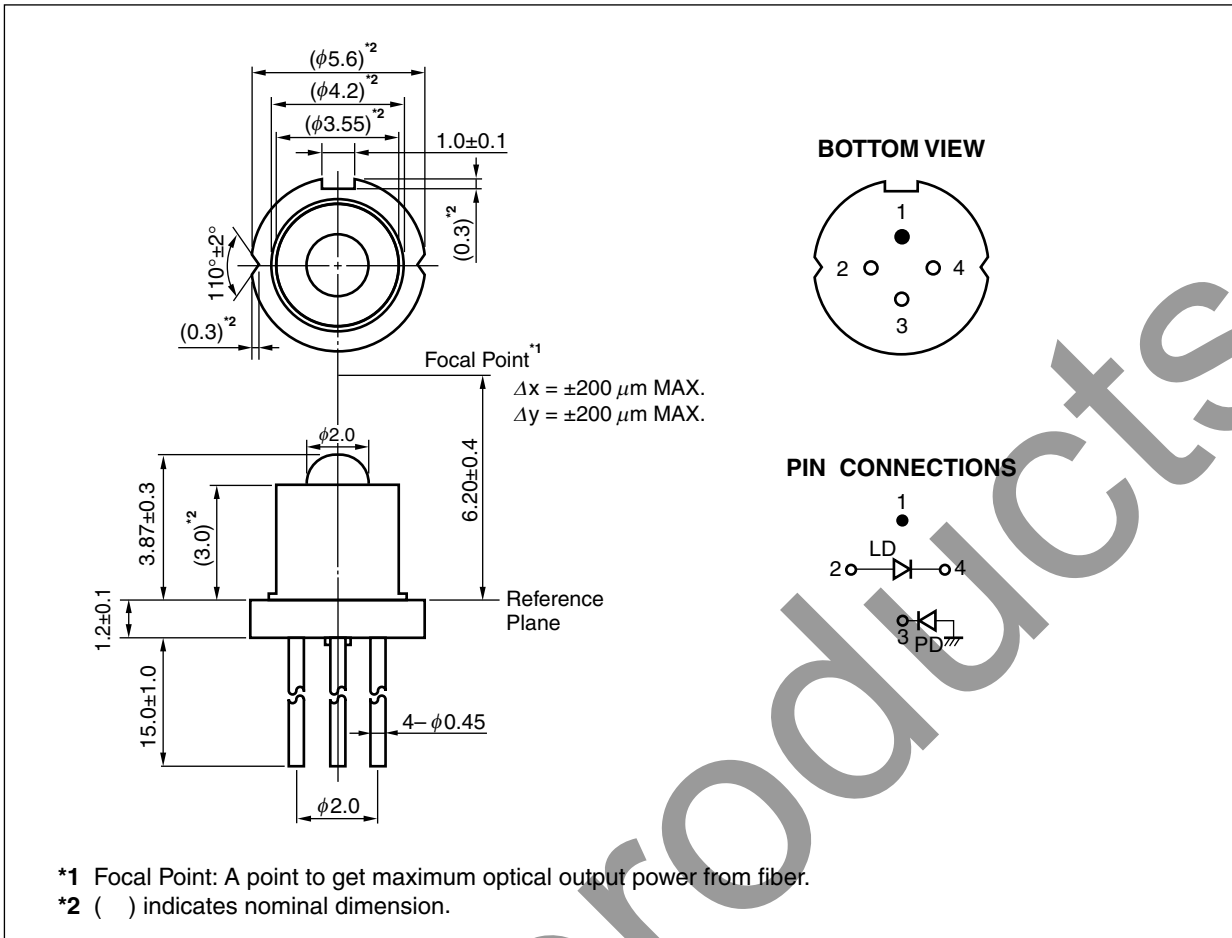 (φ5.6)*2
(φ4.2)*2
(φ3.55)*2
1.0±0.1
(0.3)*2
110°±2°
(0.3)*2
Focal Point*1
Δx = ±200 μm MAX.
Δy = ±200 μm MAX.
φ2.0
3.87±0.3
(3.0)*2
6.20±0.4
Reference
Plane
1.2±0.1
15.0±1.0
4–φ0.45
φ2.0
BOTTOM VIEW
1
2
4
3
PIN CONNECTIONS
1
LD
2
4
3
PD
*1 Focal Point: A point to get maximum optical output power from fiber.
*2 ( ) indicates nominal dimension.
roducts